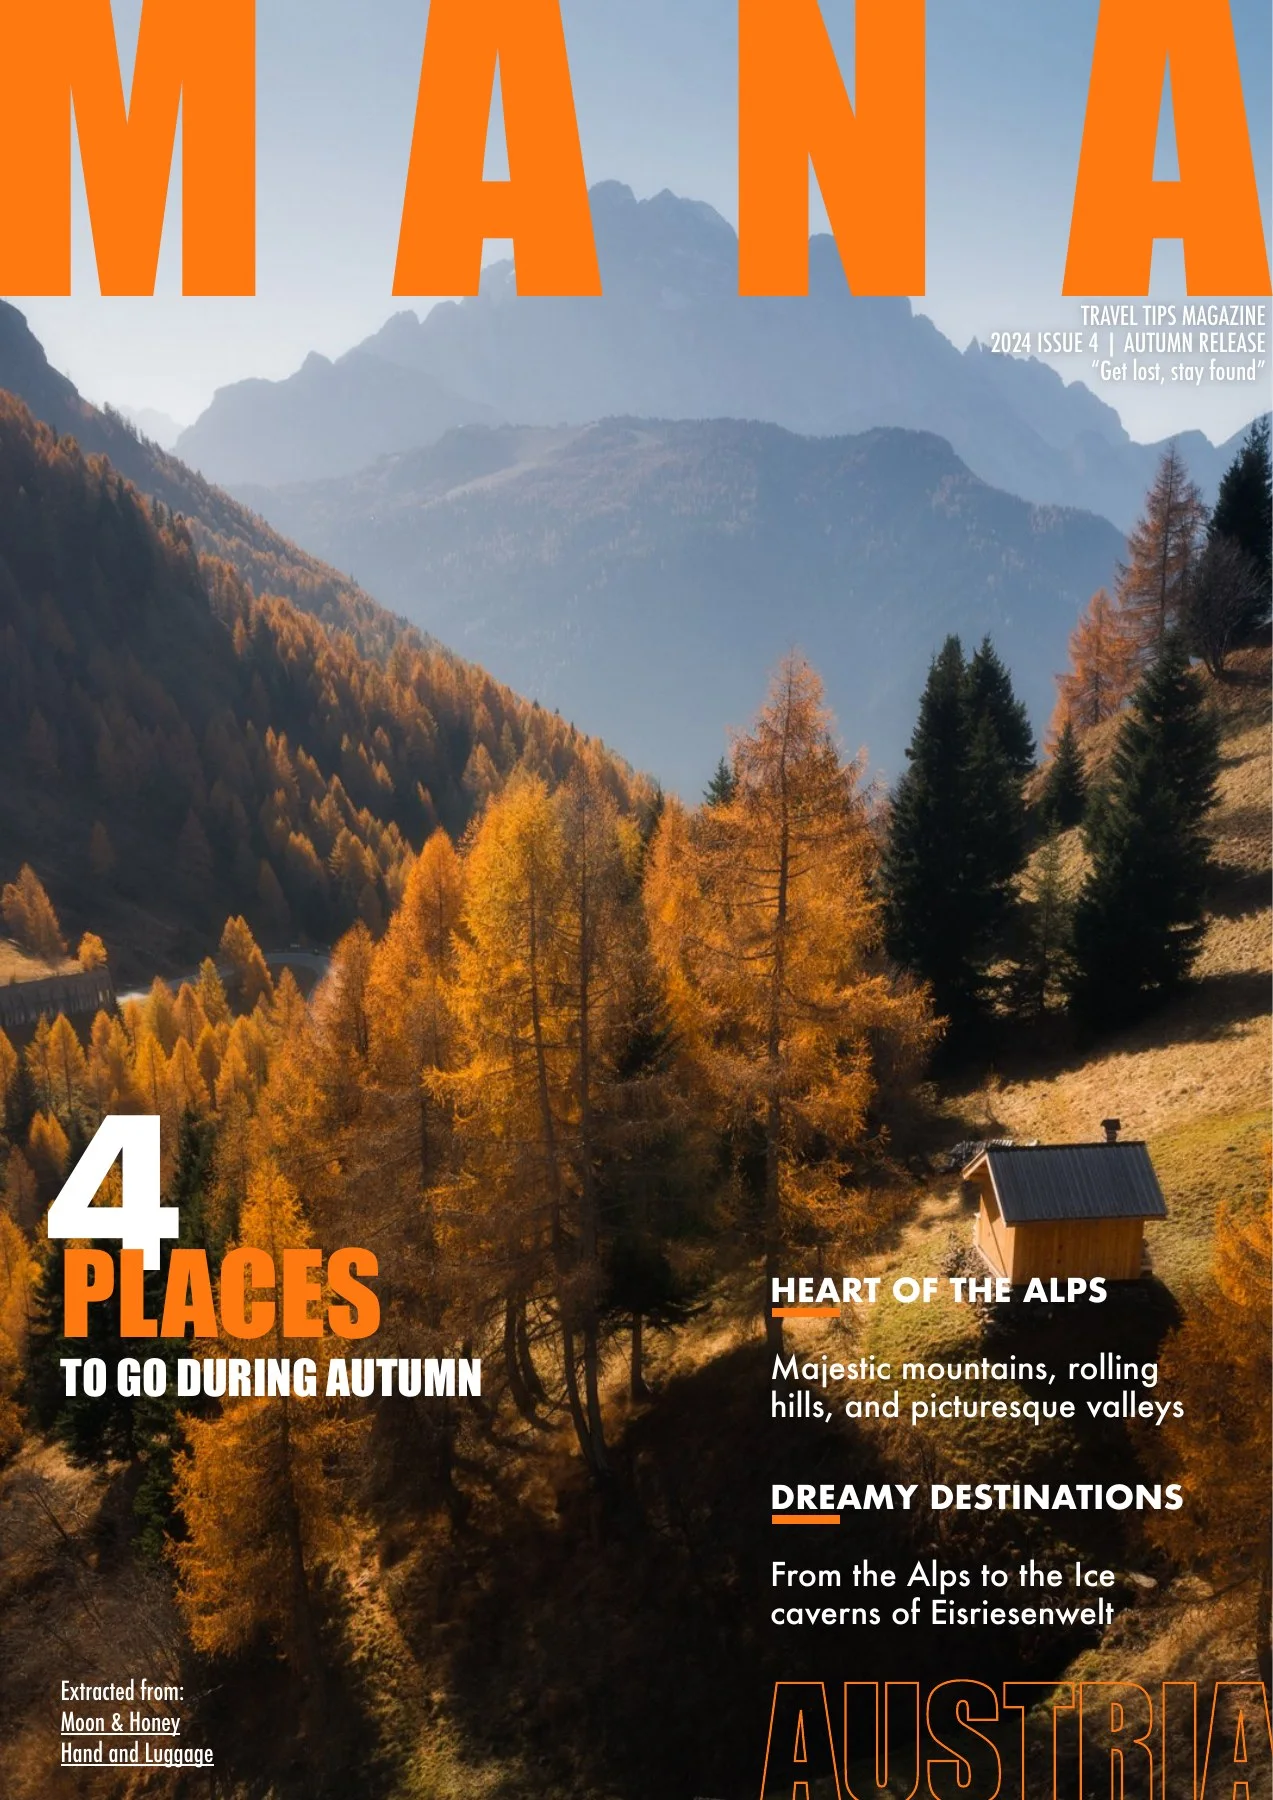 MANA
TRAVEL TIPS MAGAZINE
2024 ISSUE 4 | AUTUMN RELEASE
“Get lost, stay found”
4
PLACES
TO GO DURING AUTUMN
HEART OF THE ALPS
Majestic mountains, rolling
hills, and picturesque valleys
DREAMY DESTINATIONS
From the Alps to the Ice
caverns of Eisriesenwelt
Extracted from:
Moon & Honey
Hand and Luggage
AUSTRIA